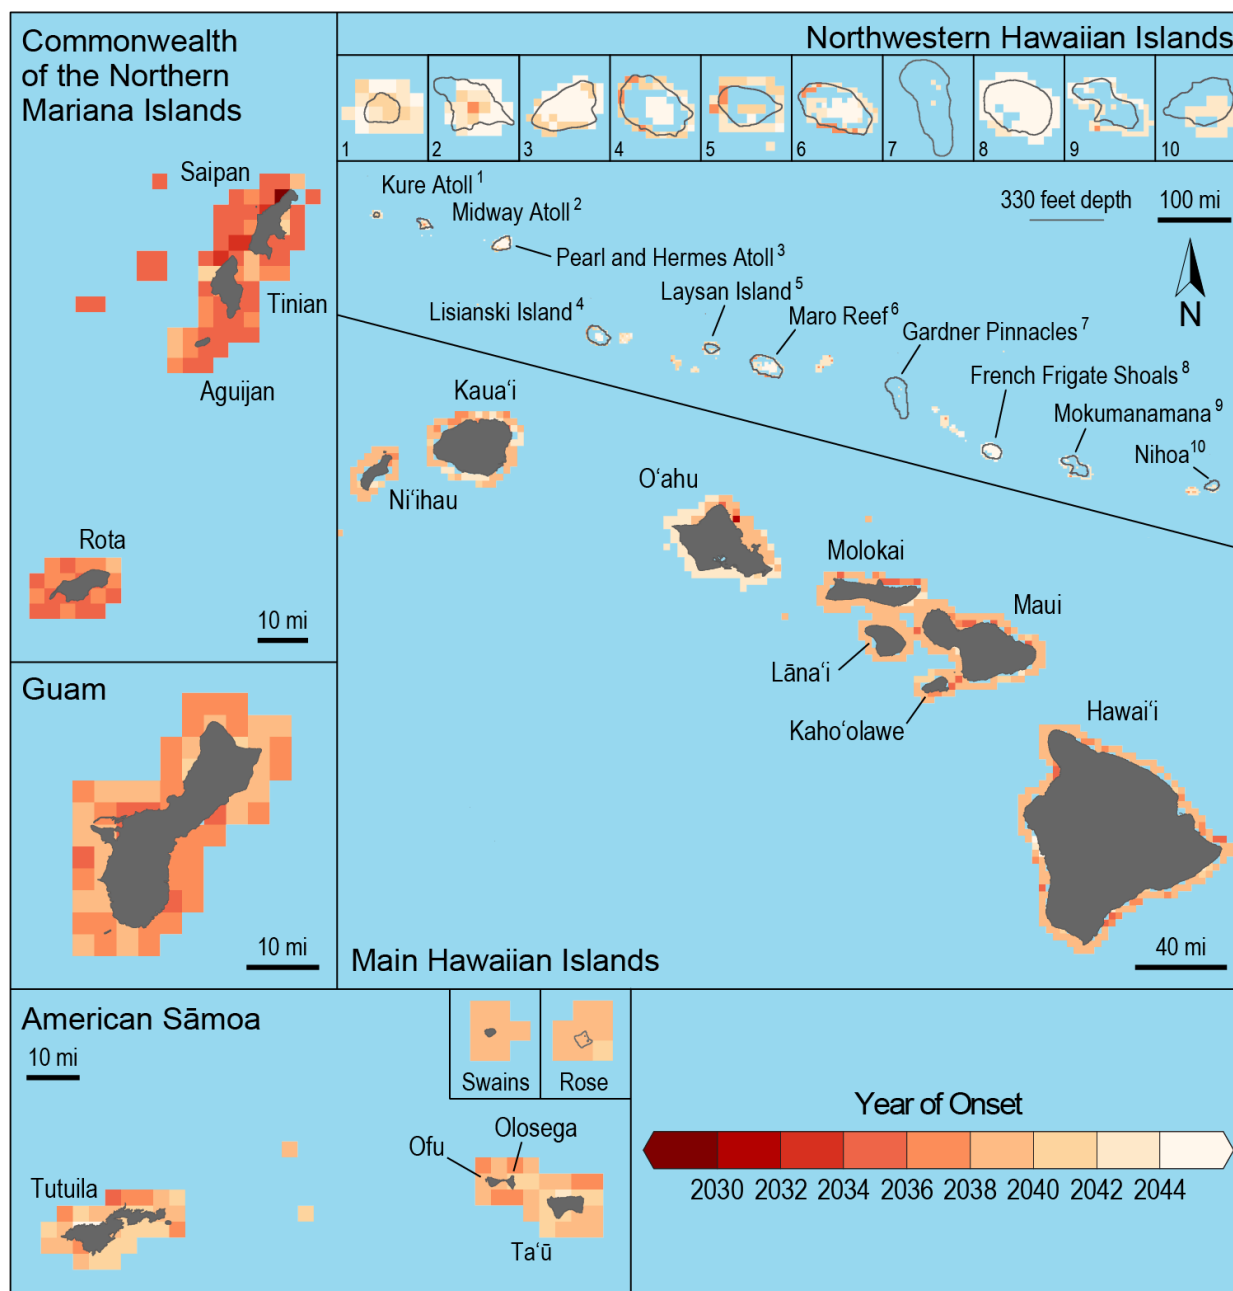 Commonwealth
of the Northern
Mariana Islands
Saipan
Tinian
Aguijan
Rota
10 mi
Northwestern Hawaiian Islands
1
2
3
4
5
6
7
8
9
10
Kure Atoll 1
Midway Atoll 2
Pearl and Hermes Atoll 3
Lisianski Island 4
Laysan Island 5
Maro Reef 6
Gardner Pinnacles 7
French Frigate Shoals 8
Mokumanamana 9
Nihoa 10
330 feet depth
100 mi
N
Kauaʻi
Niʻihau
Oʻahu
Molokai
Maui
Lānaʻi
Kahoʻolawe
Hawaiʻi
Main Hawaiian Islands
40 mi
Guam
10 mi
American Sāmoa
10 mi
Swains
Rose
Ofu
Olosega
Tutuila
Taʻū
Year of Onset
2030 2032 2034 2036 2038 2040 2042 2044